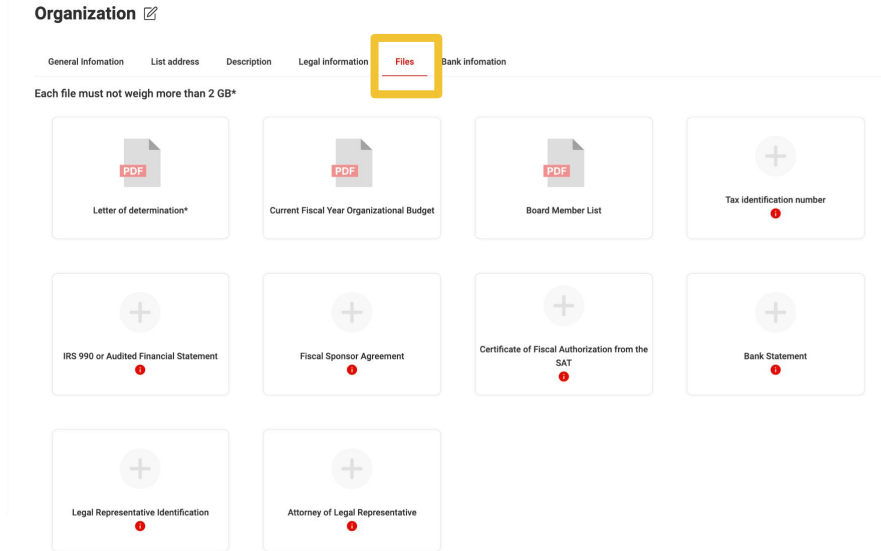 Organization
General Infomation List address Description Legal information Files Bank infomation
Each file must not weigh more than 2 GB*
PDF PDF PDF
Letter of determination* Current Fiscal Year Organizational Budget Board Member List Tax identification number
IRS 990 or Audited Financial Statement Fiscal Sponsor Agreement Certificate of Fiscal Authorization from the
SAT
Bank Statement
Legal Representative Identification Attorney of Legal Representative